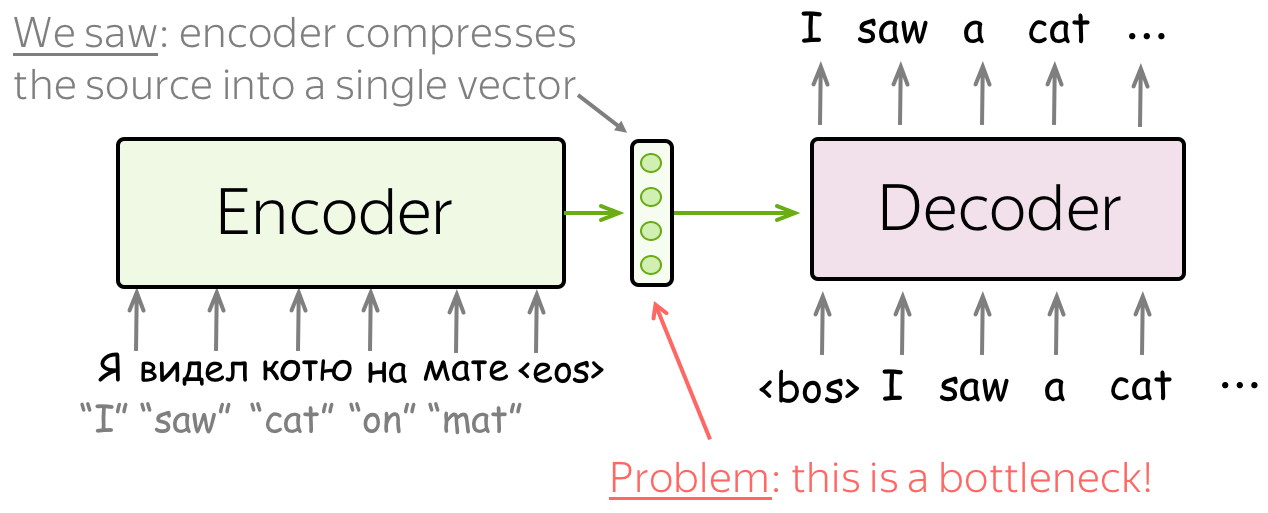 We saw: encoder compresses
the source into a single vector
I saw a cat ...
Encoder
Decoder
Я видел котю на мате <eos>
“I” “saw” “cat” “on” “mat”
<bos> I saw a cat ...
Problem: this is a bottleneck!